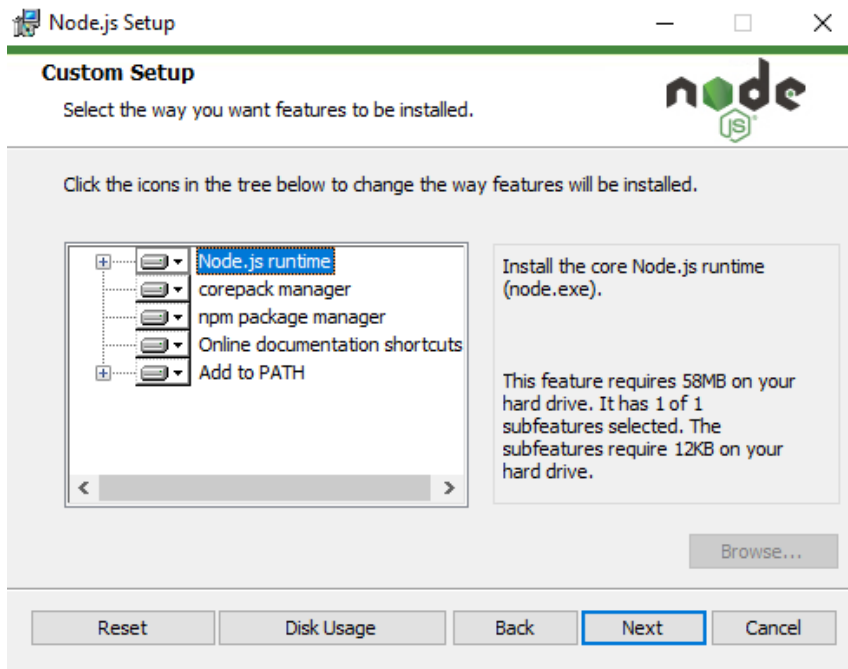 Node.js Setup
Custom Setup
Select the way you want features to be installed.
node
JS
Click the icons in the tree below to change the way features will be installed.
Node.js runtime
corepack manager
npm package manager
Online documentation shortcuts
Add to PATH
Install the core Node.js runtime
(node.exe).
This feature requires 58MB on your
hard drive. It has 1 of 1
subfeatures selected. The
subfeatures require 12KB on your
hard drive.
Browse...
Reset
Disk Usage
Back
Next
Cancel